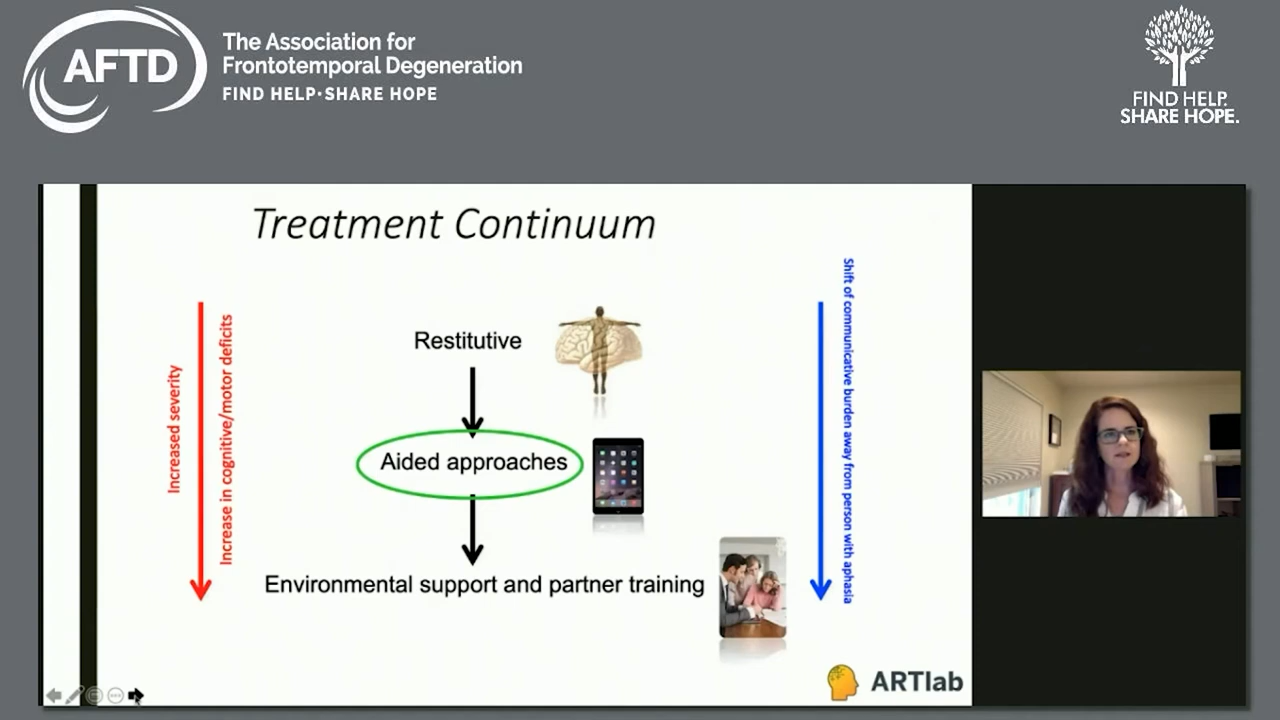 AFTD
The Association for
Frontotemporal Degeneration
FIND HELP•SHARE HOPE
FIND HELP.
SHARE HOPE.
Treatment Continuum
Increased severity
Increase in cognitive/motor deficits
Restitutive
Aided approaches
Environmental support and partner training
Shift of communicative burden away from person with aphasia
ARTlab